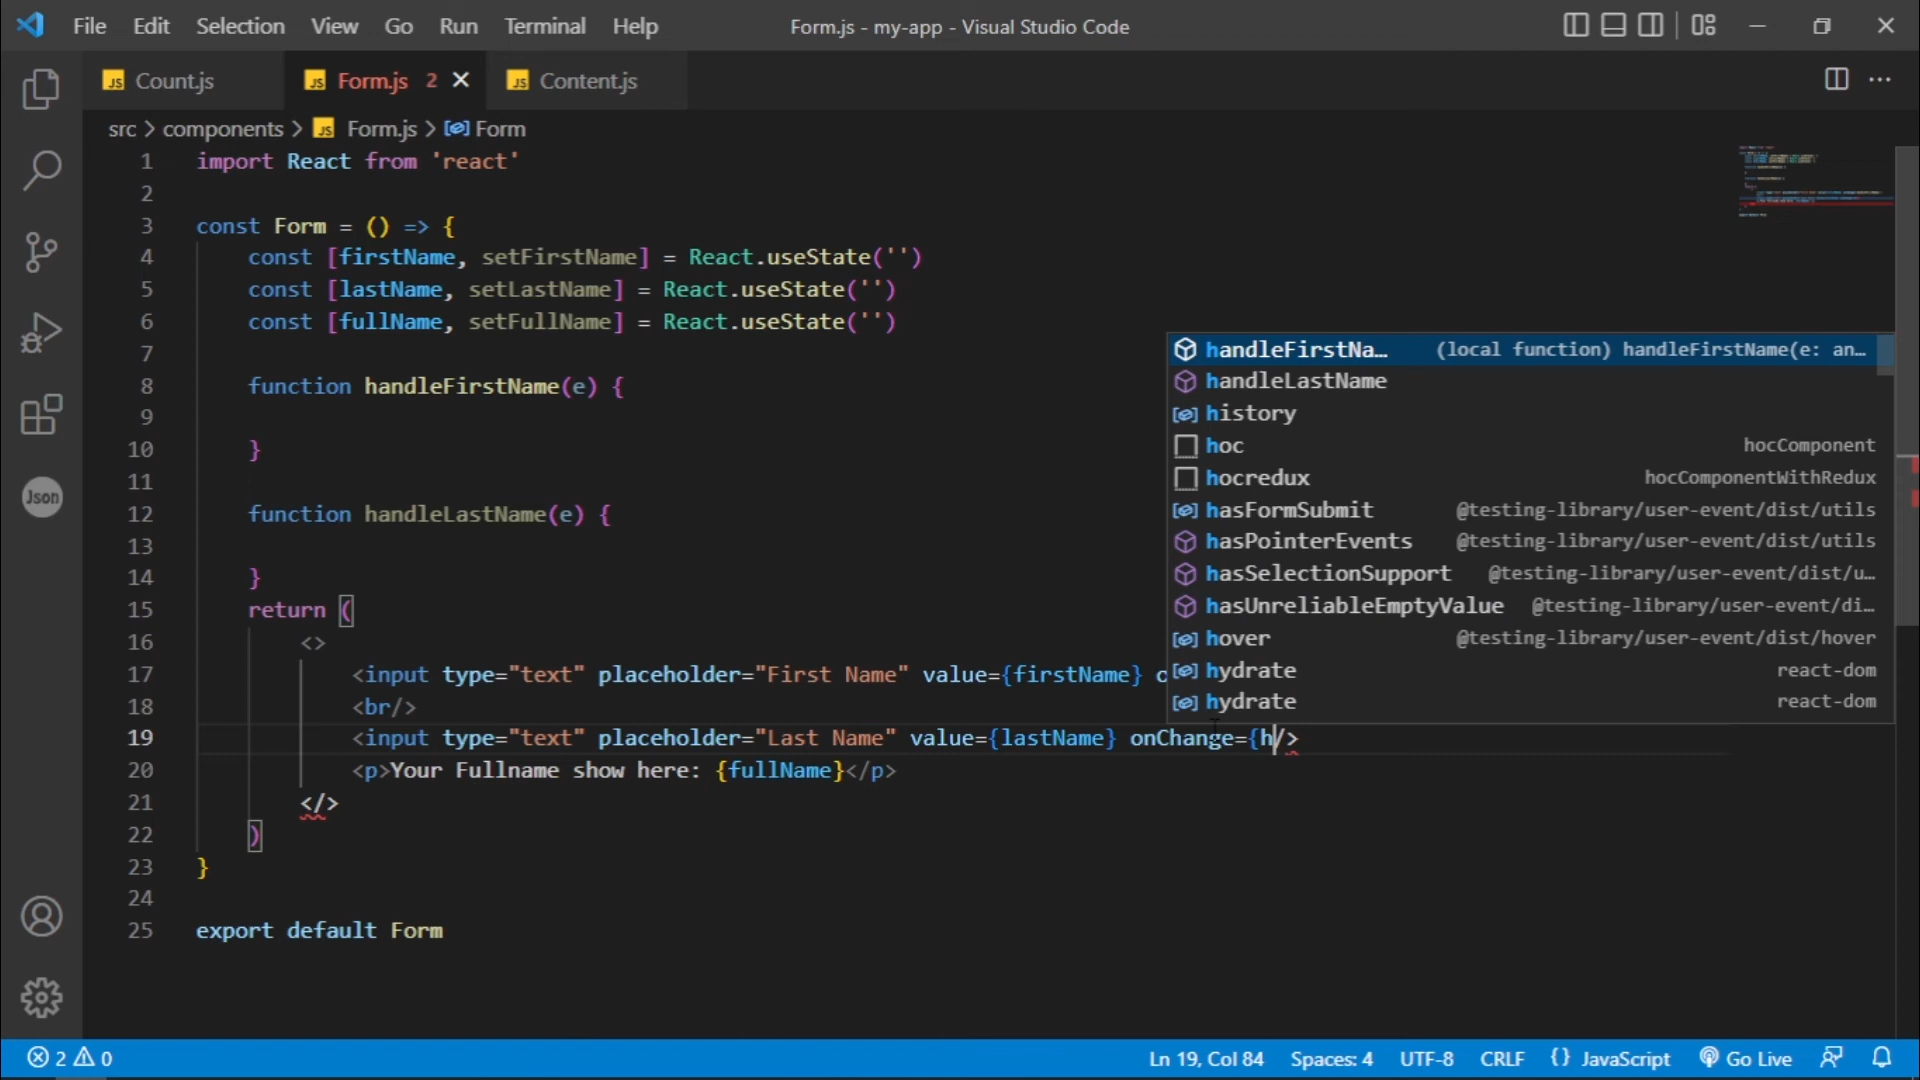 File Edit Selection View Go Run Terminal Help Form.js - my-app - Visual Studio Code
JS Count.js JS Form.js 2 JS Content.js
src > components > JS Form.js > Form
1 import React from 'react'
2
3 const Form = () => {
4 const [firstName, setFirstName] = React.useState('')
5 const [lastName, setLastName] = React.useState('')
6 const [fullName, setFullName] = React.useState('')
7
8 function handleFirstName(e) {
9
10 }
11
12 function handleLastName(e) {
13
14 }
15 return (
16 <>
17 <input type="text" placeholder="First Name" value={firstName} o
18 <br/>
19 <input type="text" placeholder="Last Name" value={lastName} onChange={h/>
20 <p>Your Fullname show here: {fullName}</p>
21 </>
22 )
23 }
24
25 export default Form
handleFirstNa… (local function) handleFirstName(e: an…
handleLastName
history
hoc hocComponent
hocredux hocComponentWithRedux
hasFormSubmit @testing-library/user-event/dist/utils
hasPointerEvents @testing-library/user-event/dist/utils
hasSelectionSupport @testing-library/user-event/dist/u…
hasUnreliableEmptyValue @testing-library/user-event/di…
hover @testing-library/user-event/dist/hover
hydrate react-dom
hydrate react-dom
Json
2 0 Ln 19, Col 84 Spaces: 4 UTF-8 CRLF {} JavaScript Go Live